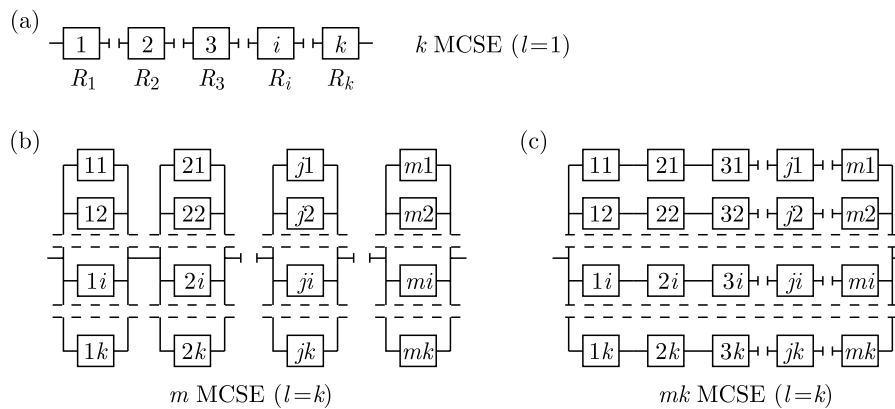 (a)
1 2 3 i k
k MCSE (l=1)
R₁ R₂ R₃ Rᵢ Rₖ
(b)
11 21 j1 m1
12 22 j2 m2
1i 2i ji mi
1k 2k jk mk
m MCSE (l=k)
(c)
11 21 31 j1 m1
12 22 32 j2 m2
1i 2i 3i ji mi
1k 2k 3k jk mk
mk MCSE (l=k)